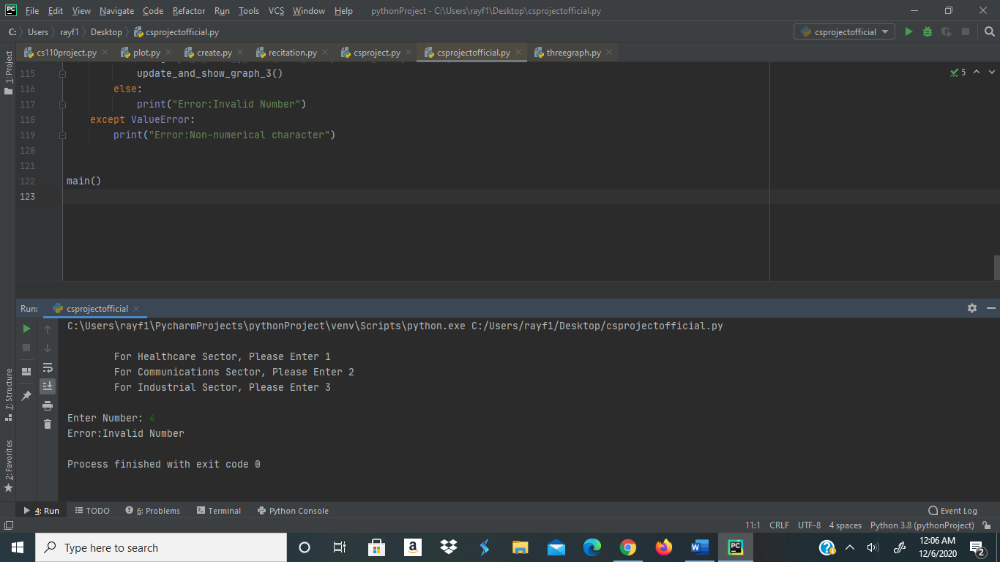 PC File Edit View Navigate Code Refactor Run Tools VCS Window Help pythonProject - C:\Users\rayf1\Desktop\csprojectofficial.py
C: Users rayf1 Desktop csprojectofficial.py csprojectofficial
1: Project
cs110project.py plot.py create.py recitation.py csproject.py csprojectofficial.py threegraph.py
115 update_and_show_graph_3() 5
116 else:
117 print("Error:Invalid Number")
118 except ValueError:
119 print("Error:Non-numerical character")
120
121
122 main()
123
Run: csprojectofficial
C:\Users\rayf1\PycharmProjects\pythonProject\venv\Scripts\python.exe C:/Users/rayf1/Desktop/csprojectofficial.py
For Healthcare Sector, Please Enter 1
For Communications Sector, Please Enter 2
For Industrial Sector, Please Enter 3
Enter Number: 4
Error:Invalid Number
Process finished with exit code 0
7: Structure
2: Favorites
4: Run TODO 6: Problems Terminal Python Console Event Log
11:1 CRLF UTF-8 4 spaces Python 3.8 (pythonProject)
Type here to search
a
W
PC
12:06 AM
12/6/2020
2